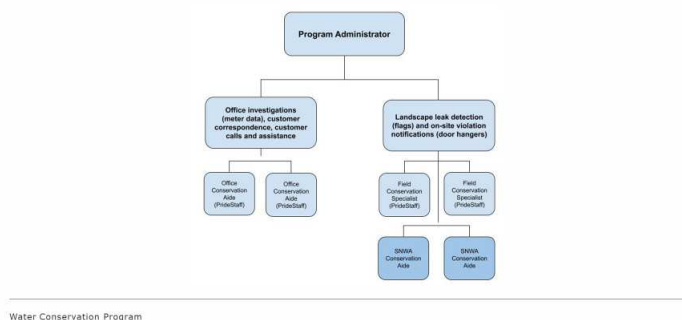 Program Administrator
Office investigations
(meter data), customer
correspondence, customer
calls and assistance
Landscape leak detection
(flags) and on-site violation
notifications (door hangers)
Office
Conservation
Aide
(PrideStaff)
Office
Conservation
Aide
(PrideStaff)
Field
Conservation
Specialist
(PrideStaff)
Field
Conservation
Specialist
(PrideStaff)
SNWA
Conservation
Aide
SNWA
Conservation
Aide
Water Conservation Program